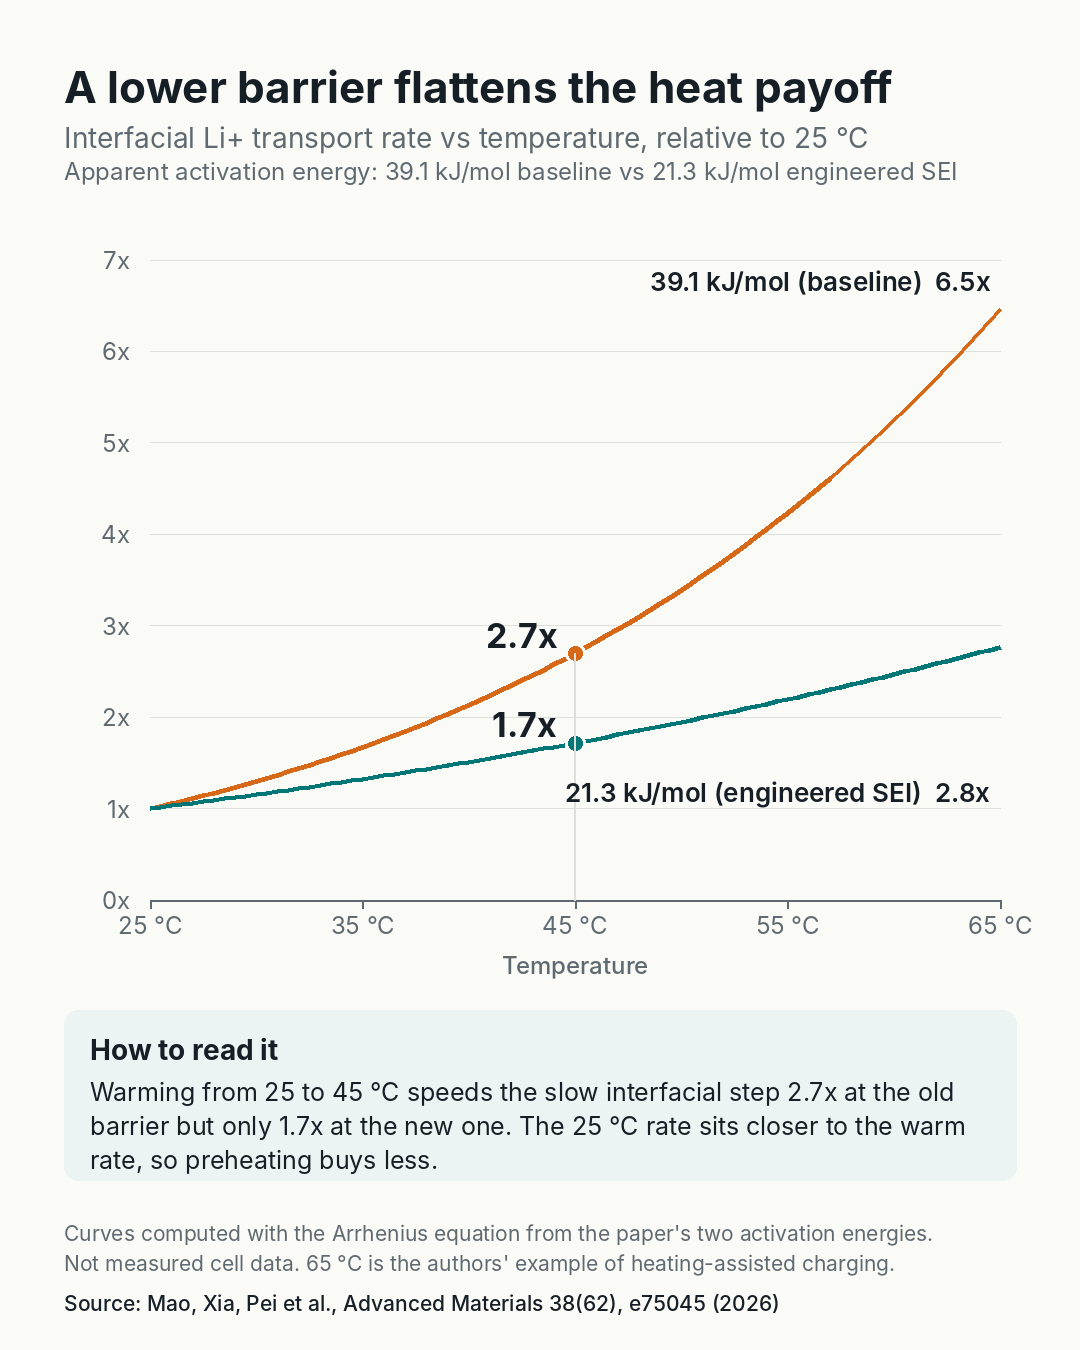 A lower barrier flattens the heat payoff
Interfacial Li+ transport rate vs temperature, relative to 25 °C
Apparent activation energy: 39.1 kJ/mol baseline vs 21.3 kJ/mol engineered SEI
7x
39.1 kJ/mol (baseline) 6.5x
6x
5x
4x
3x
2.7x
2x
1.7x
21.3 kJ/mol (engineered SEI) 2.8x
1x
0x
25 °C 35 °C 45 °C 55 °C 65 °C
Temperature
How to read it
Warming from 25 to 45 °C speeds the slow interfacial step 2.7x at the old
barrier but only 1.7x at the new one. The 25 °C rate sits closer to the warm
rate, so preheating buys less.
Curves computed with the Arrhenius equation from the paper's two activation energies.
Not measured cell data. 65 °C is the authors' example of heating-assisted charging.
Source: Mao, Xia, Pei et al., Advanced Materials 38(62), e75045 (2026)